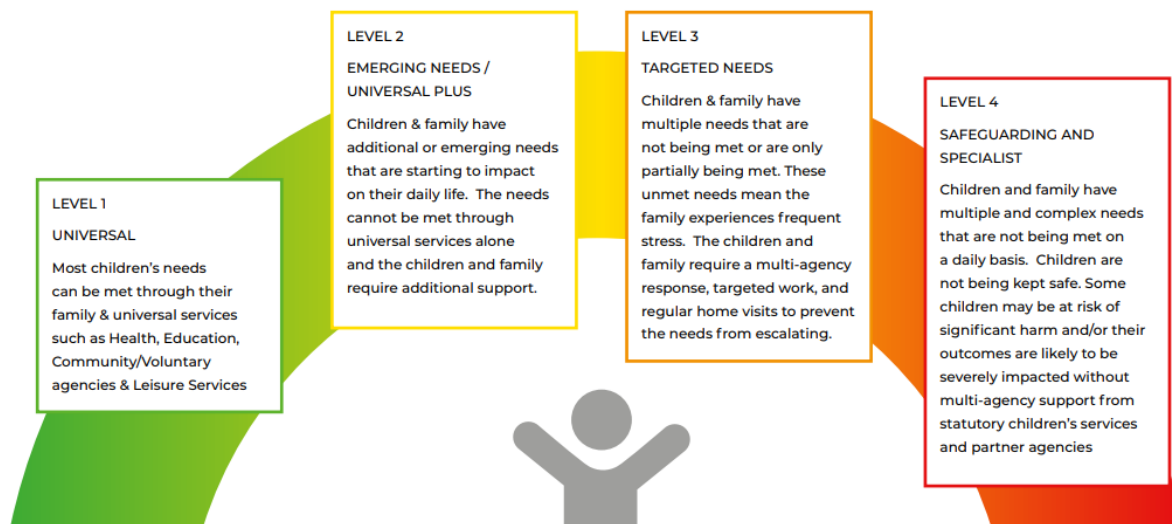 LEVEL 1
UNIVERSAL
Most children's needs
can be met through their
family & universal services
such as Health, Education,
Community/Voluntary
agencies & Leisure Services
LEVEL 2
EMERGING NEEDS /
UNIVERSAL PLUS
Children & family have
additional or emerging needs
that are starting to impact
on their daily life.  The needs
cannot be met through
universal services alone
and the children and family
require additional support.
LEVEL 3
TARGETED NEEDS
Children & family have
multiple needs that are
not being met or are only
partially being met. These
unmet needs mean the
family experiences frequent
stress.  The children and
family require a multi-agency
response, targeted work, and
regular home visits to prevent
the needs from escalating.
LEVEL 4
SAFEGUARDING AND
SPECIALIST
Children and family have
multiple and complex needs
that are not being met on
a daily basis.  Children are
not being kept safe. Some
children may be at risk of
significant harm and/or their
outcomes are likely to be
severely impacted without
multi-agency support from
statutory children's services
and partner agencies